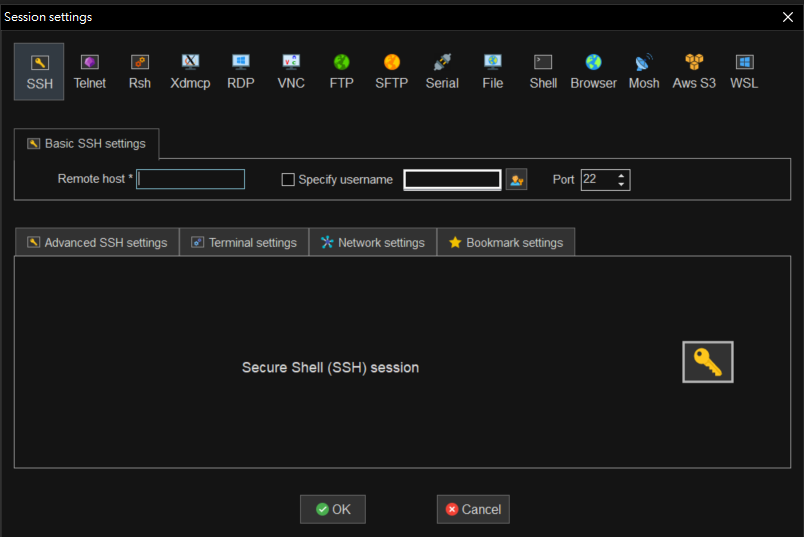 Session settings
SSH Telnet Rsh Xdmcp RDP VNC FTP SFTP Serial File Shell Browser Mosh Aws S3 WSL
Basic SSH settings
Remote host * Specify username Port 22
Advanced SSH settings Terminal settings Network settings Bookmark settings
Secure Shell (SSH) session
OK Cancel